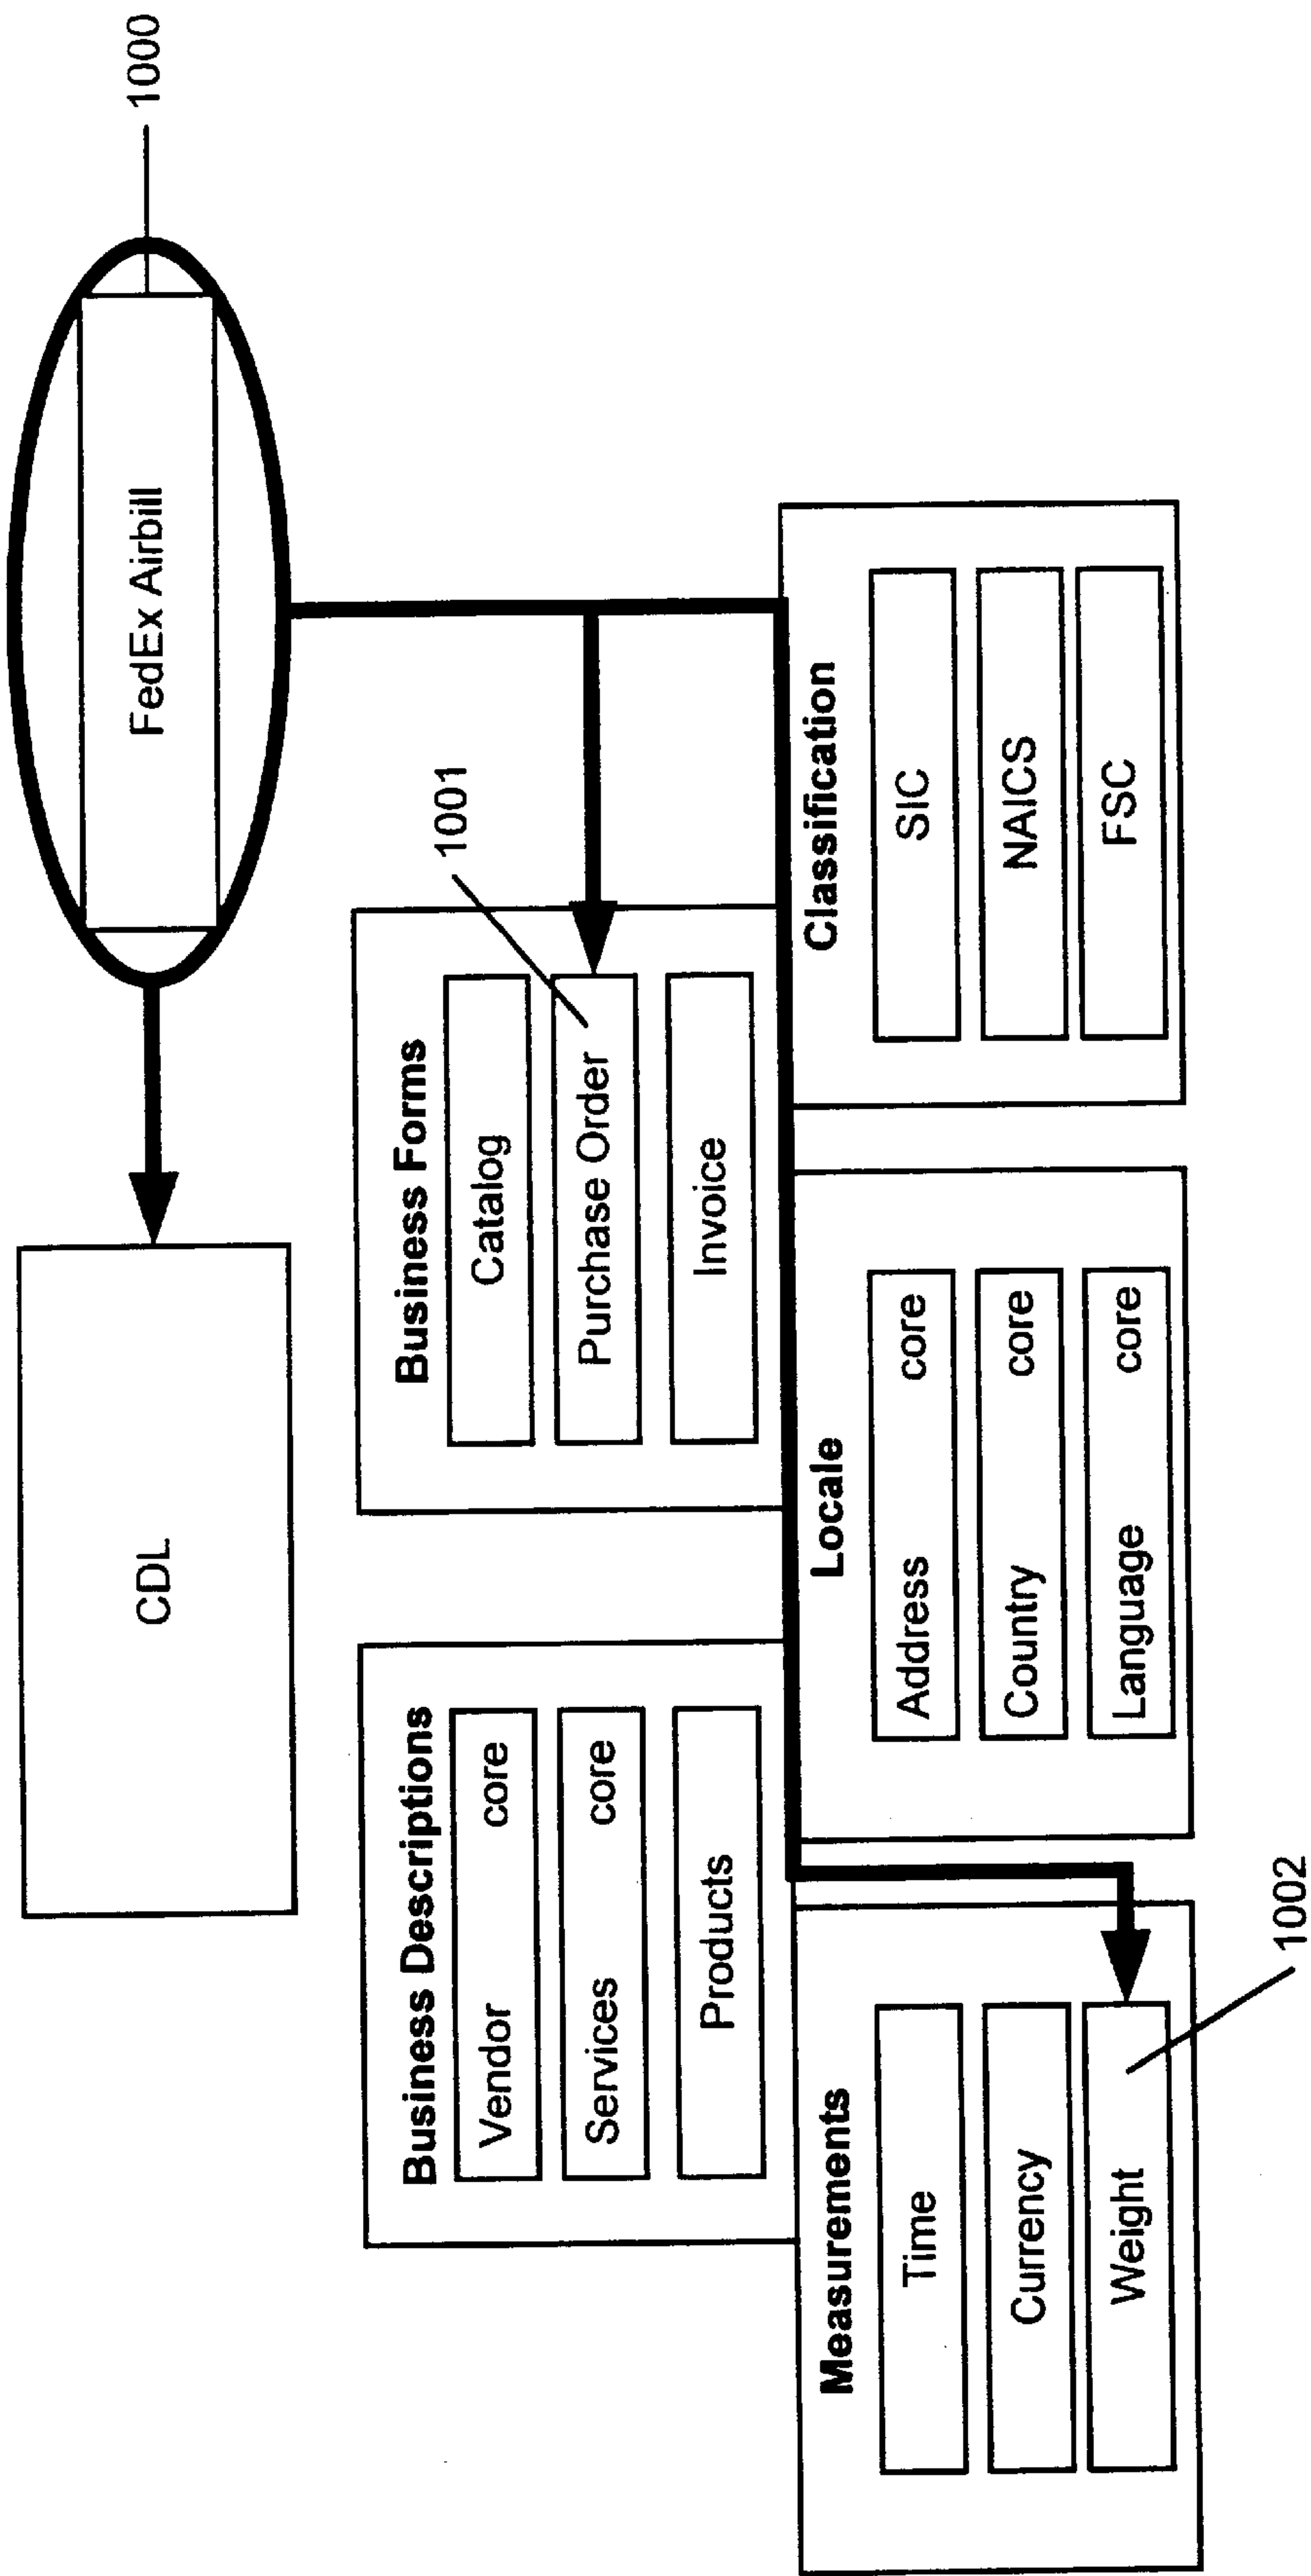 CDL
FedEx Airbill
1000
Business Descriptions
Vendor core
Services core
Products
Business Forms
Catalog
Purchase Order
Invoice
1001
Measurements
Time
Currency
Weight
1002
Locale
Address core
Country core
Language core
Classification
SIC
NAICS
FSC